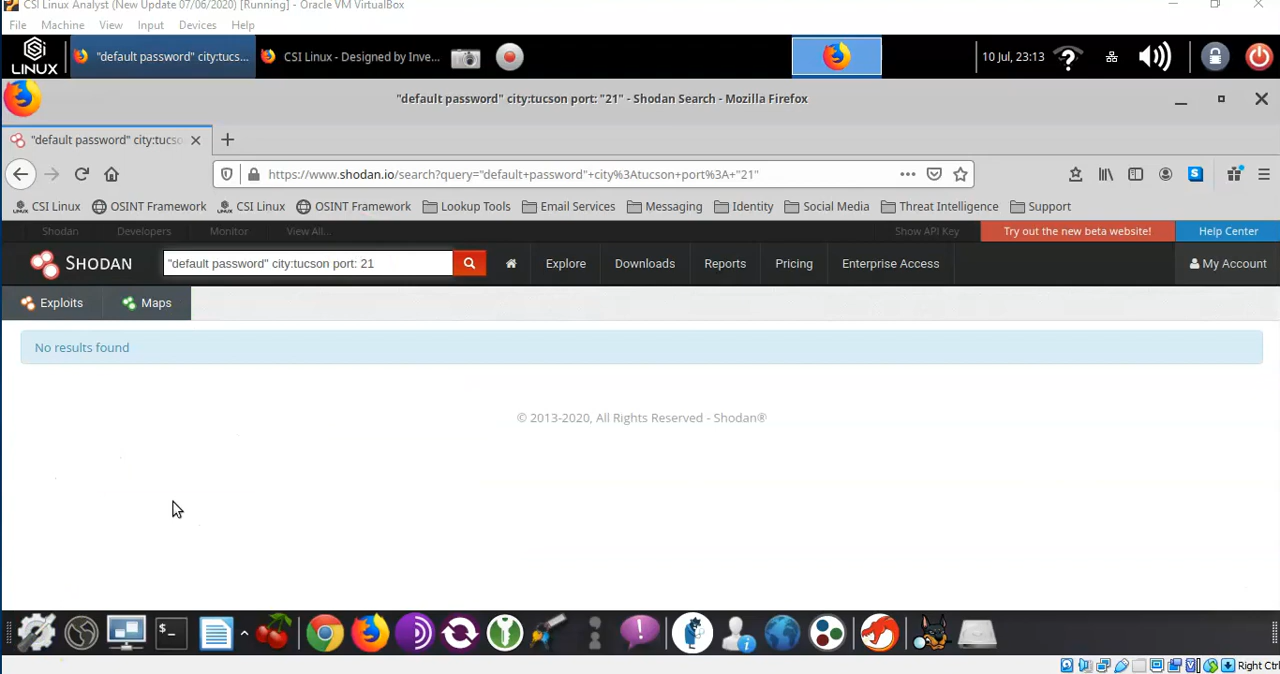 CSI Linux Analyst (New Update 07/06/2020) [Running] - Oracle VM VirtualBox
File Machine View Input Devices Help
CSI LINUX "default password" city:tucs... CSI Linux - Designed by Inve... 10 Jul, 23:13
"default password" city:tucson port: "21" - Shodan Search - Mozilla Firefox
"default password" city:tucso
https://www.shodan.io/search?query="default+password"+city%3Atucson+port%3A+"21"
CSI Linux OSINT Framework CSI Linux OSINT Framework Lookup Tools Email Services Messaging Identity Social Media Threat Intelligence Support
Shodan Developers Monitor View All... Show API Key Try out the new beta website! Help Center
SHODAN "default password" city:tucson port: 21 Explore Downloads Reports Pricing Enterprise Access My Account
Exploits Maps
No results found
© 2013-2020, All Rights Reserved - Shodan®
Right Ctrl